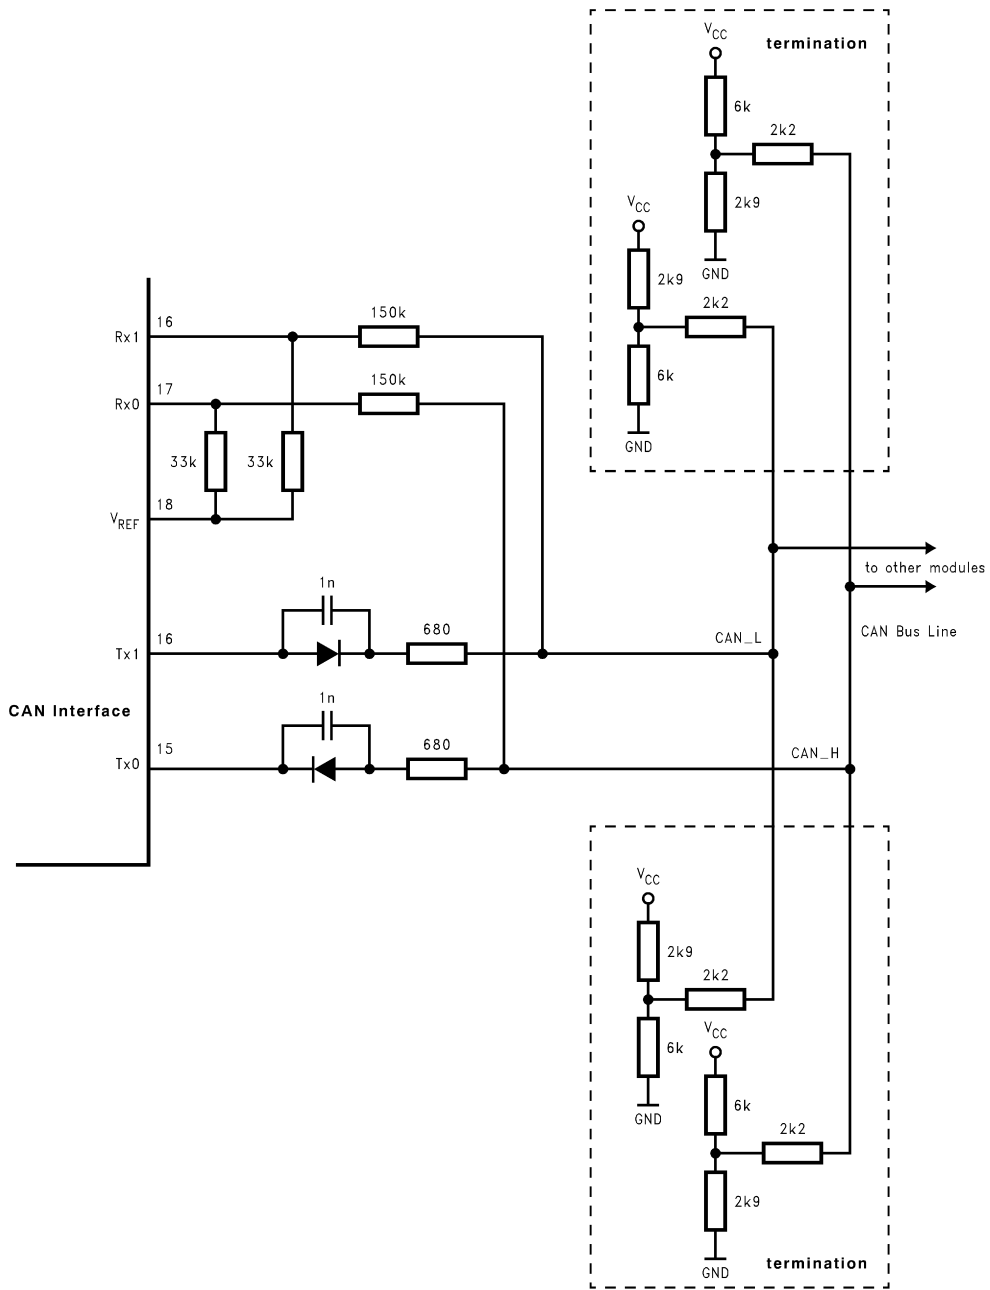 VCC
termination
6k
2k2
2k9
GND
VCC
2k9
2k2
6k
GND
Rx1
16
150k
Rx0
17
150k
33k
33k
VREF
18
to other modules
CAN Bus Line
1n
Tx1
16
680
CAN_L
CAN Interface
1n
Tx0
15
680
CAN_H
VCC
2k9
2k2
6k
GND
VCC
6k
2k2
2k9
GND
termination